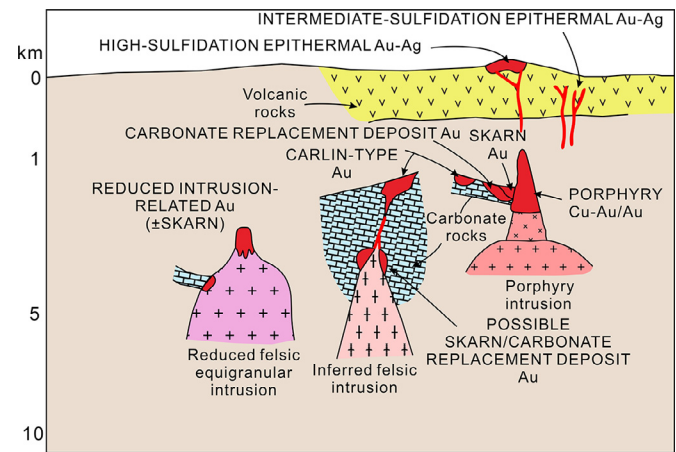 INTERMEDIATE-SULFIDATION EPITHERMAL Au-Ag
HIGH-SULFIDATION EPITHERMAL Au-Ag
km
0
Volcanic
rocks
CARBONATE REPLACEMENT DEPOSIT Au
SKARN
Au
1
CARLIN-TYPE
Au
REDUCED INTRUSION-
RELATED Au
(±SKARN)
PORPHYRY
Cu-Au/Au
Carbonate
rocks
Porphyry
intrusion
5
POSSIBLE
SKARN/CARBONATE
REPLACEMENT DEPOSIT
Au
Reduced felsic
equigranular
intrusion
Inferred felsic
intrusion
10